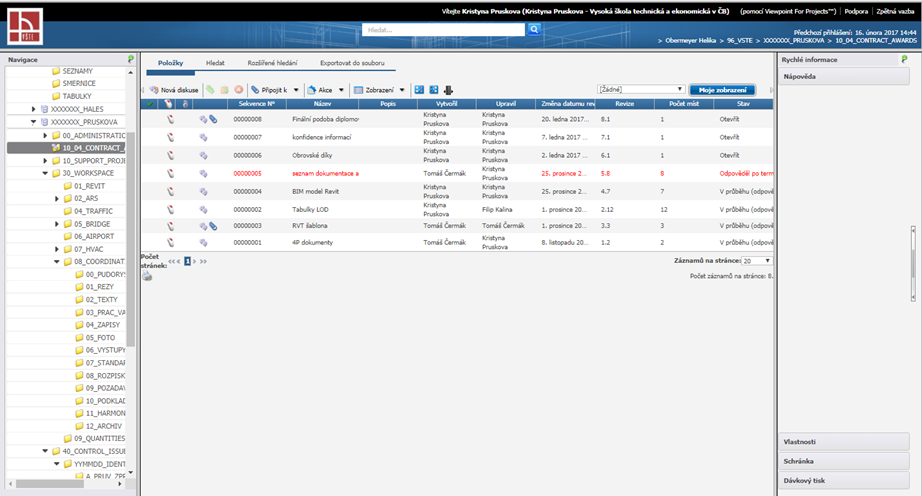 Vítejte Kristyna Pruskova (Kristyna Pruskova - Vysoká škola technická a ekonomická v ČB) (pomocí Viewpoint For Projects™) Podpora Zpětná vazba
VŠTE
Hledat...
Předchozí přihlášení: 16. února 2017 14:44
> Obermeyer Helika > 96_VSTE > XXXXXXX_PRUSKOVA > 10_04_CONTRACT_AWARDS
Navigace
SEZNAMY
SMERNICE
TABULKY
XXXXXXX_HALES
XXXXXXX_PRUSKOVA
00_ADMINISTRATIC
10_04_CONTRACT_A
10_SUPPORT_PROJ
30_WORKSPACE
01_REVIT
02_ARS
04_TRAFFIC
05_BRIDGE
06_AIRPORT
07_HVAC
08_COORDINAT
00_PUDORY
01_REZY
02_TEXTY
03_PRAC_VA
04_ZAPISY
05_FOTO
06_VYSTUPY
07_STANDAR
08_ROZPISK
09_POZADA
10_PODKLAD
11_HARMON
12_ARCHIV
09_QUANTITIES
40_CONTROL_ISSUE
YYMMDD_IDENT
A_PRUV_ZPR
Položky Hledat Rozšířené hledání Exportovat do souboru
Nová diskuse Připojit k Akce Zobrazení [Žádné] Moje zobrazení
Sekvence N° Název Popis Vytvořil Upravil Změna datumu rev Revize Počet míst Stav
00000008 Finální podoba diplomov Kristyna Pruskova Kristyna Pruskova 20. ledna 2017... 8.1 1 Otevřít
00000007 konfidence informací Kristyna Pruskova Kristyna Pruskova 7. ledna 2017... 7.1 1 Otevřít
00000006 Obrovské díky Kristyna Pruskova Kristyna Pruskova 2. ledna 2017... 6.1 1 Otevřít
00000005 seznam dokumentace a Tomáš Čermák Kristyna Pruskova 25. prosince 2... 5.8 8 Odpověděl po term
00000004 BIM model Revit Kristyna Pruskova Kristyna Pruskova 25. prosince 2... 4.7 7 V průběhu (odpově
00000002 Tabulky LOD Kristyna Pruskova Filip Kalina 1. prosince 20... 2.12 12 V průběhu (odpově
00000003 RVT šablona Tomáš Čermák Tomáš Čermák 1. prosince 20... 3.3 3 V průběhu (odpově
00000001 4P dokumenty Tomáš Čermák Kristyna Pruskova 8. listopadu 20... 1.2 2 V průběhu (odpově
Počet stránek: << < 1 > >> Záznamů na stránce: 20
Počet záznamů na stránce: 8.
Rychlé informace
Nápověda
Vlastnosti
Schránka
Dávkový tisk